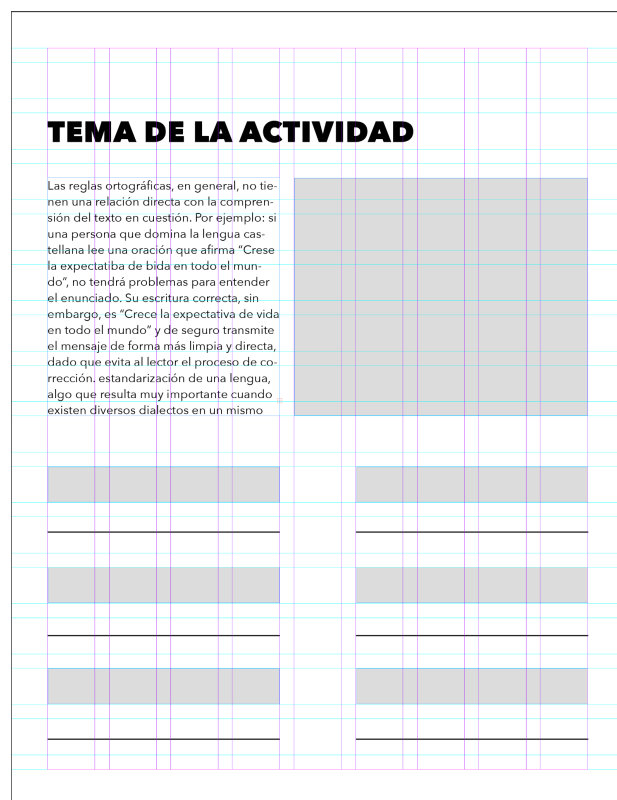 TEMA DE LA ACTIVIDAD
Las reglas ortográficas, en general, no tie-
nen una relación directa con la compren-
sión del texto en cuestión. Por ejemplo: si
una persona que domina la lengua cas-
tellana lee una oración que afirma “Crese
la expectatiba de bida en todo el mun-
do”, no tendrá problemas para entender
el enunciado. Su escritura correcta, sin
embargo, es “Crece la expectativa de vida
en todo el mundo” y de seguro transmite
el mensaje de forma más limpia y directa,
dado que evita al lector el proceso de co-
rrección. estandarización de una lengua,
algo que resulta muy importante cuando
existen diversos dialectos en un mismo